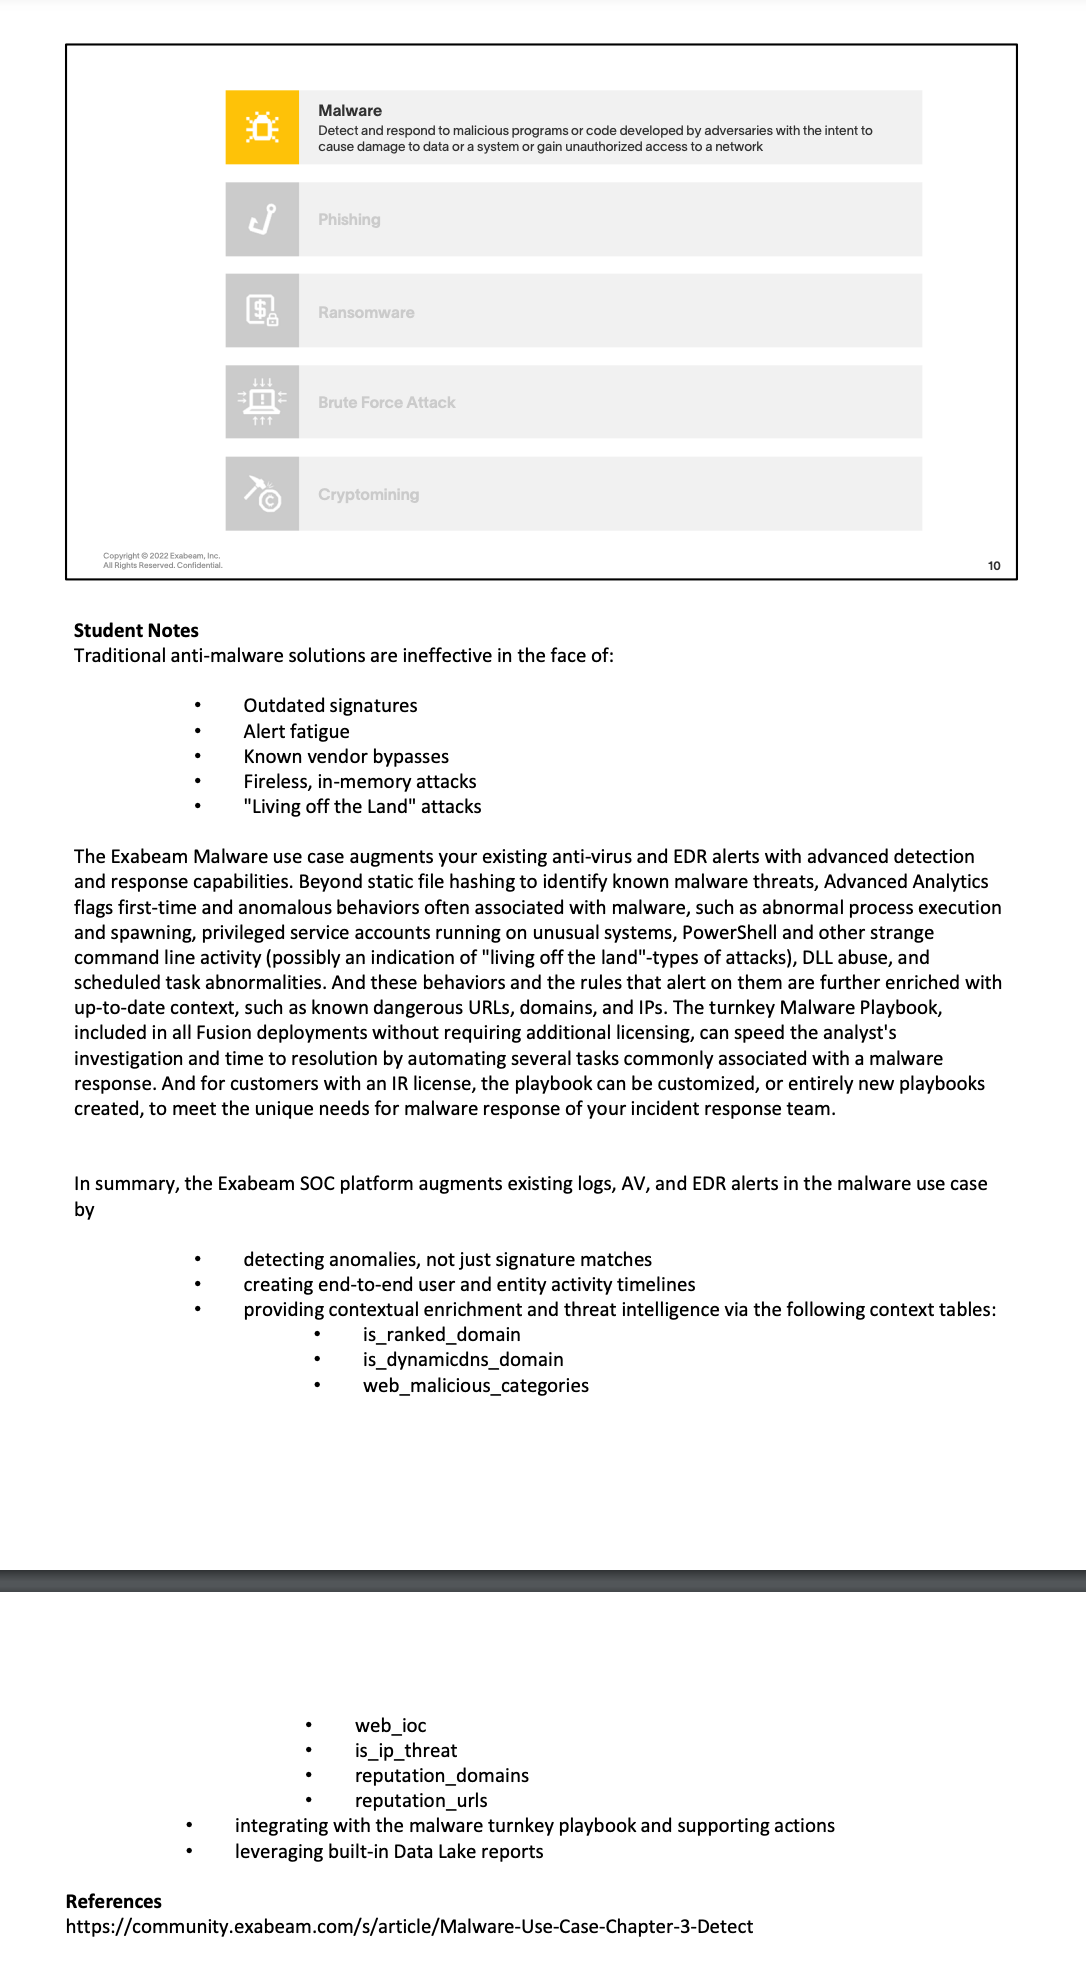 Malware
Detect and respond to malicious programs or code developed by adversaries with the intent to
cause damage to data or a system or gain unauthorized access to a network
Phishing
Ransomware
Brute Force Attack
Cryptomining
Copyright © 2022 Exabeam, Inc.
All Rights Reserved. Confidential.
10
Student Notes
Traditional anti-malware solutions are ineffective in the face of:
• Outdated signatures
• Alert fatigue
• Known vendor bypasses
• Fireless, in-memory attacks
• "Living off the Land" attacks
The Exabeam Malware use case augments your existing anti-virus and EDR alerts with advanced detection
and response capabilities. Beyond static file hashing to identify known malware threats, Advanced Analytics
flags first-time and anomalous behaviors often associated with malware, such as abnormal process execution
and spawning, privileged service accounts running on unusual systems, PowerShell and other strange
command line activity (possibly an indication of "living off the land"-types of attacks), DLL abuse, and
scheduled task abnormalities. And these behaviors and the rules that alert on them are further enriched with
up-to-date context, such as known dangerous URLs, domains, and IPs. The turnkey Malware Playbook,
included in all Fusion deployments without requiring additional licensing, can speed the analyst's
investigation and time to resolution by automating several tasks commonly associated with a malware
response. And for customers with an IR license, the playbook can be customized, or entirely new playbooks
created, to meet the unique needs for malware response of your incident response team.
In summary, the Exabeam SOC platform augments existing logs, AV, and EDR alerts in the malware use case
by
• detecting anomalies, not just signature matches
• creating end-to-end user and entity activity timelines
• providing contextual enrichment and threat intelligence via the following context tables:
• is_ranked_domain
• is_dynamicdns_domain
• web_malicious_categories
• web_ioc
• is_ip_threat
• reputation_domains
• reputation_urls
• integrating with the malware turnkey playbook and supporting actions
• leveraging built-in Data Lake reports
References
https://community.exabeam.com/s/article/Malware-Use-Case-Chapter-3-Detect